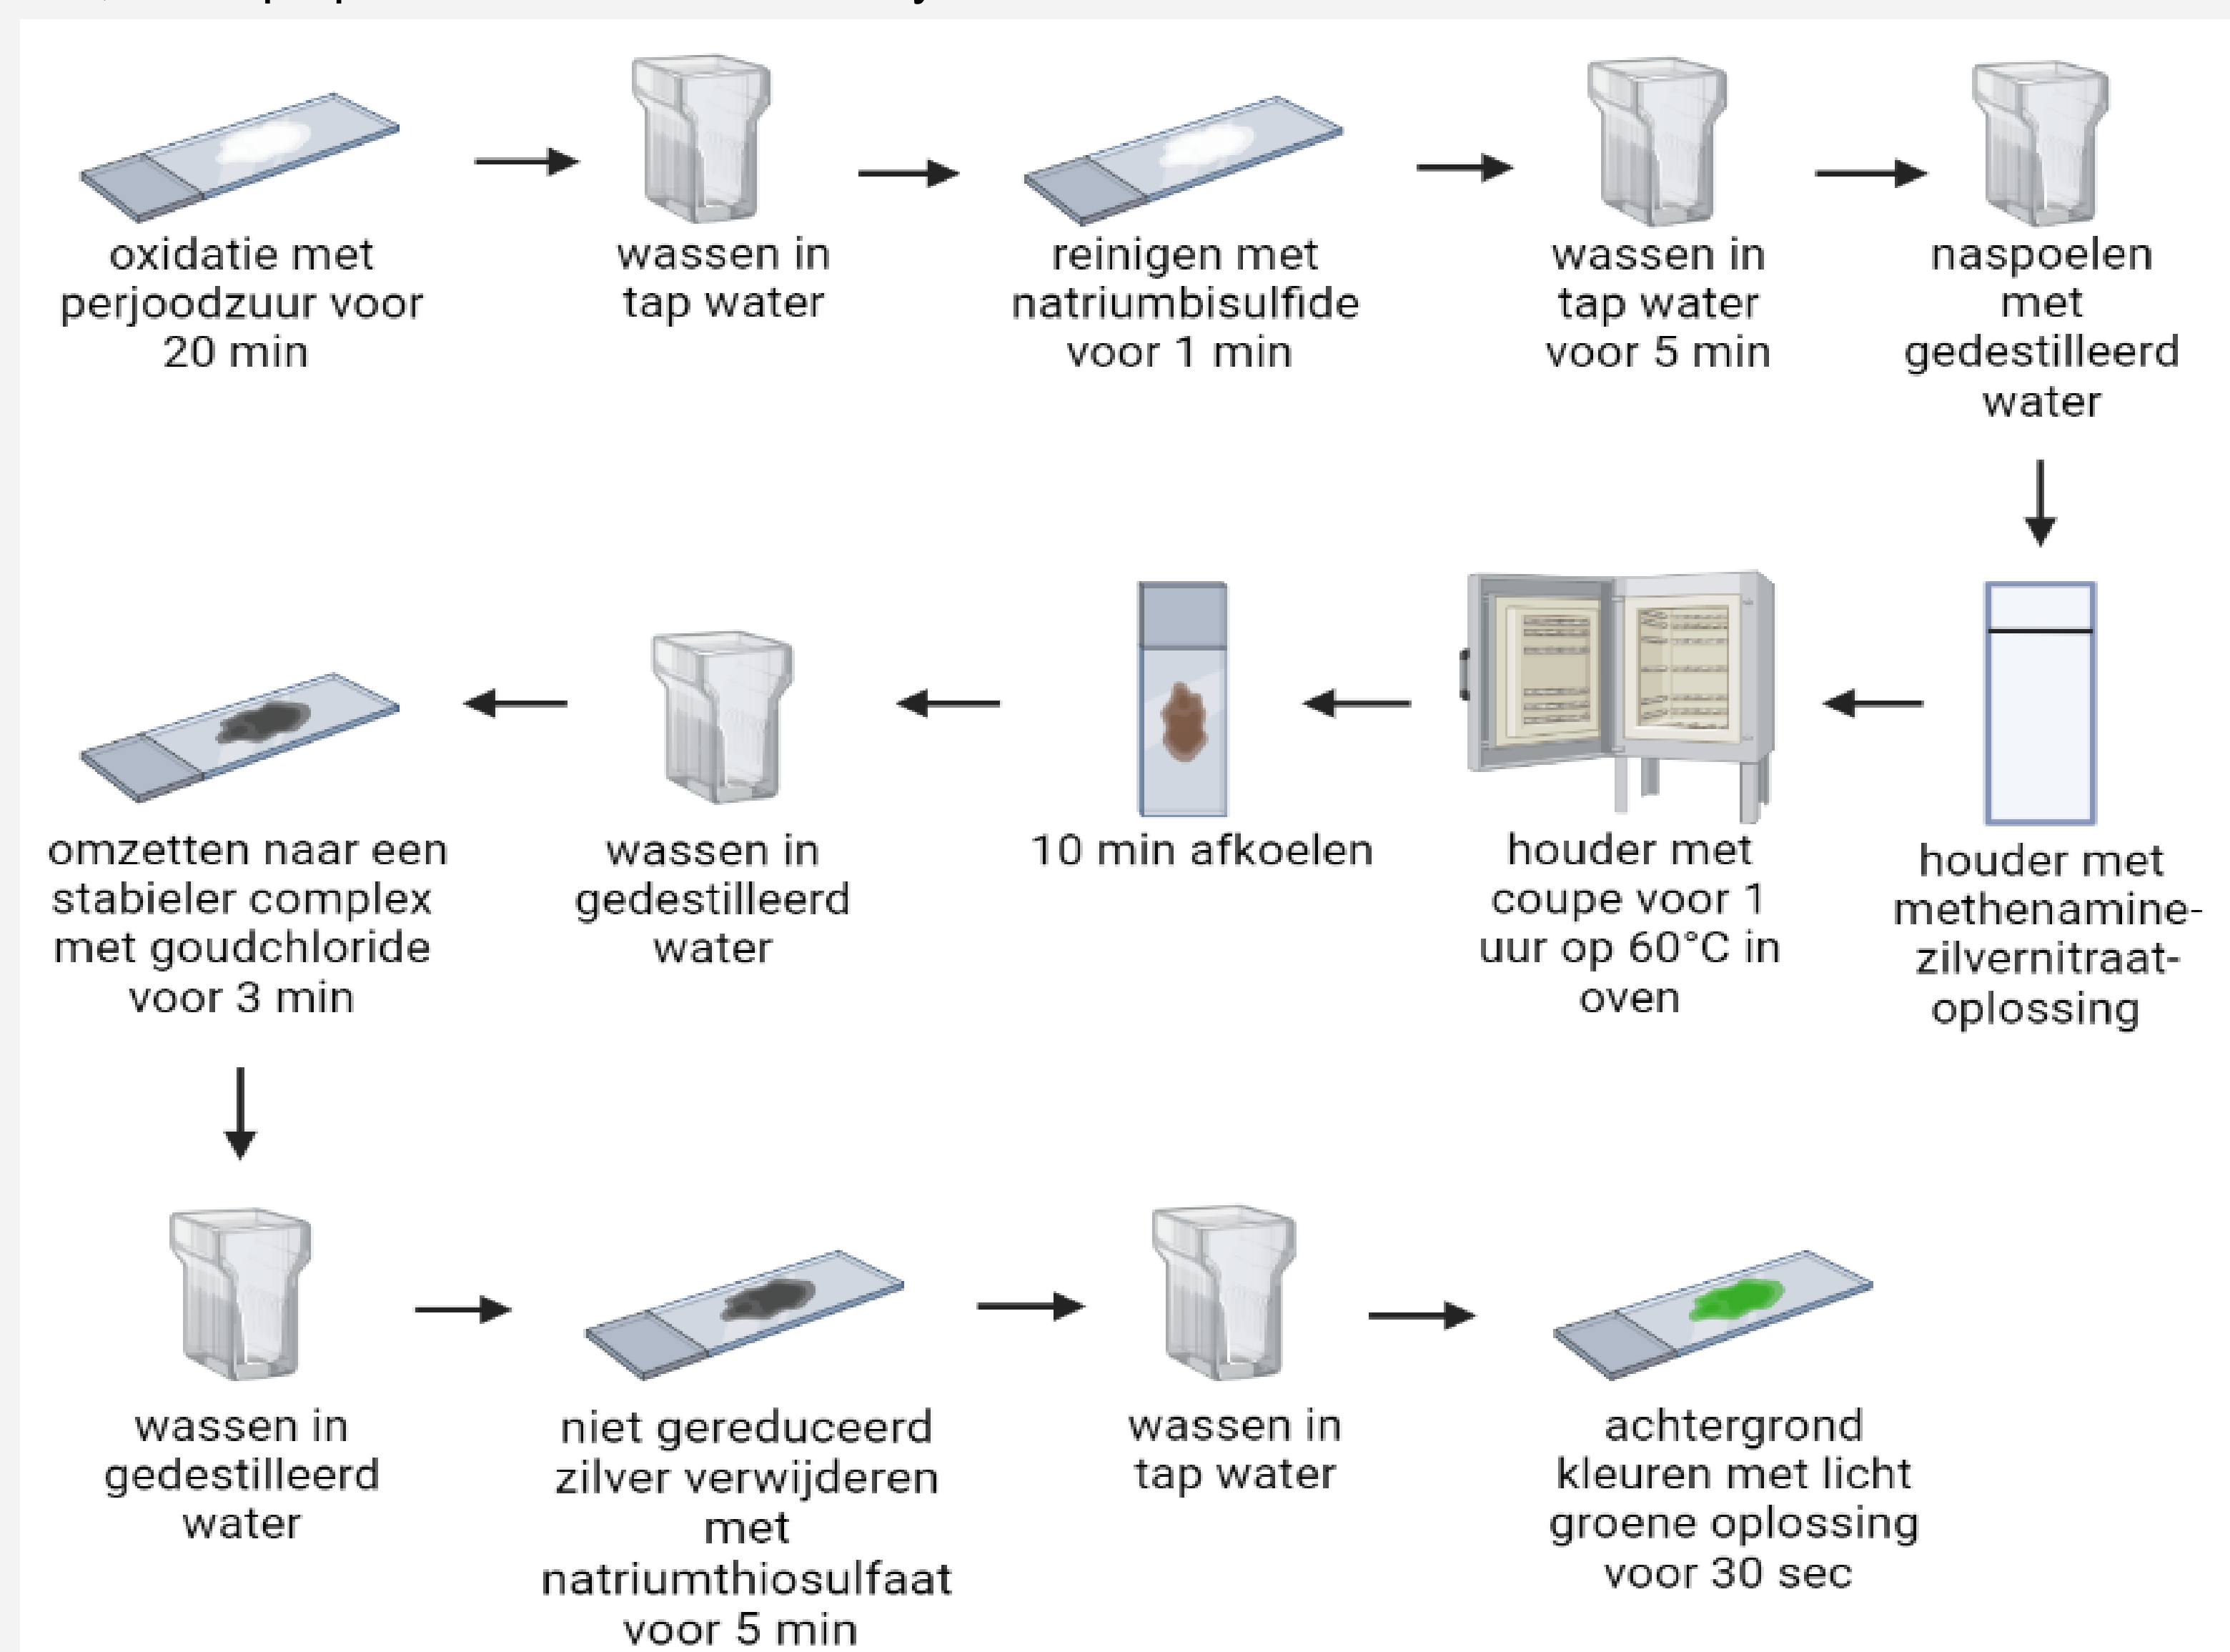 oxidatie met
perjoodzuur voor
20 min
wassen in
tap water
reinigen met
natriumbisulfide
voor 1 min
wassen in
tap water
voor 5 min
naspoelen
met
gedestilleerd
water
houder met
methenamine-
zilvernitraat-
oplossing
houder met
coupe voor 1
uur op 60°C in
oven
10 min afkoelen
wassen in
gedestilleerd
water
omzetten naar een
stabieler complex
met goudchloride
voor 3 min
wassen in
gedestilleerd
water
niet gereduceerd
zilver verwijderen
met
natriumthiosulfaat
voor 5 min
wassen in
tap water
achtergrond
kleuren met licht
groene oplossing
voor 30 sec